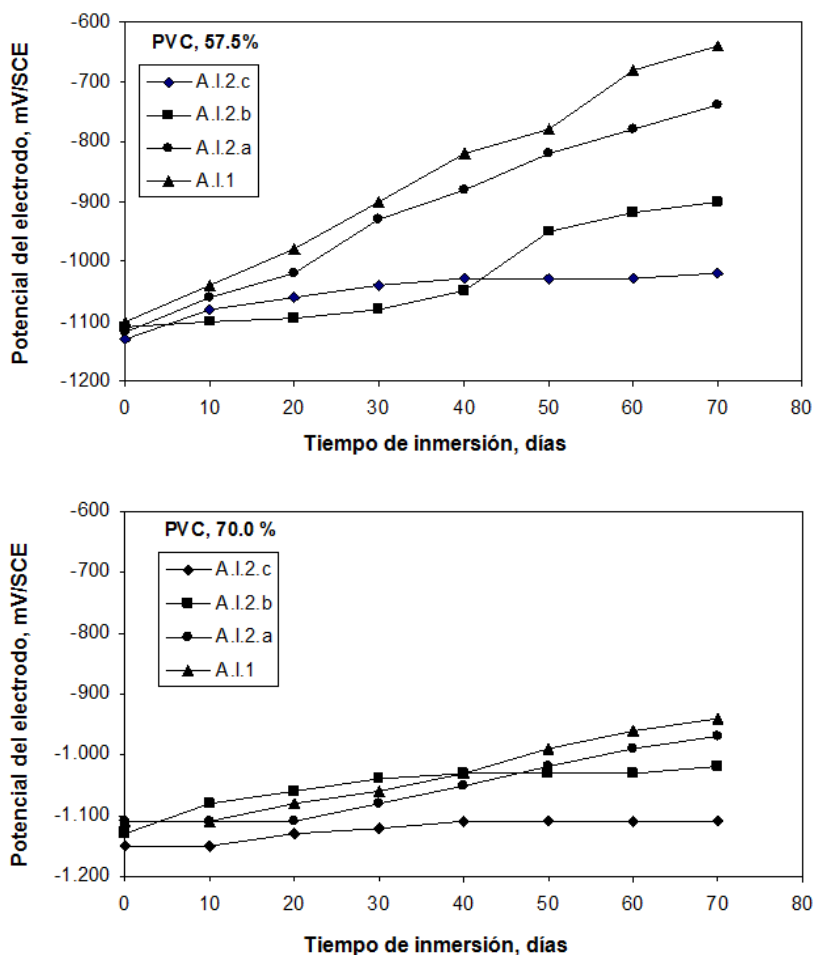 PVC, 57.5%
A.I.2.c
A.I.2.b
A.I.2.a
A.I.1
Potencial del electrodo, mV/SCE
-600
-700
-800
-900
-1000
-1100
-1200
0 10 20 30 40 50 60 70 80
Tiempo de inmersión, días
PVC, 70.0 %
A.I.2.c
A.I.2.b
A.I.2.a
A.I.1
Potencial del electrodo, mV/SCE
-600
-700
-800
-900
-1.000
-1.100
-1.200
0 10 20 30 40 50 60 70 80
Tiempo de inmersión, días